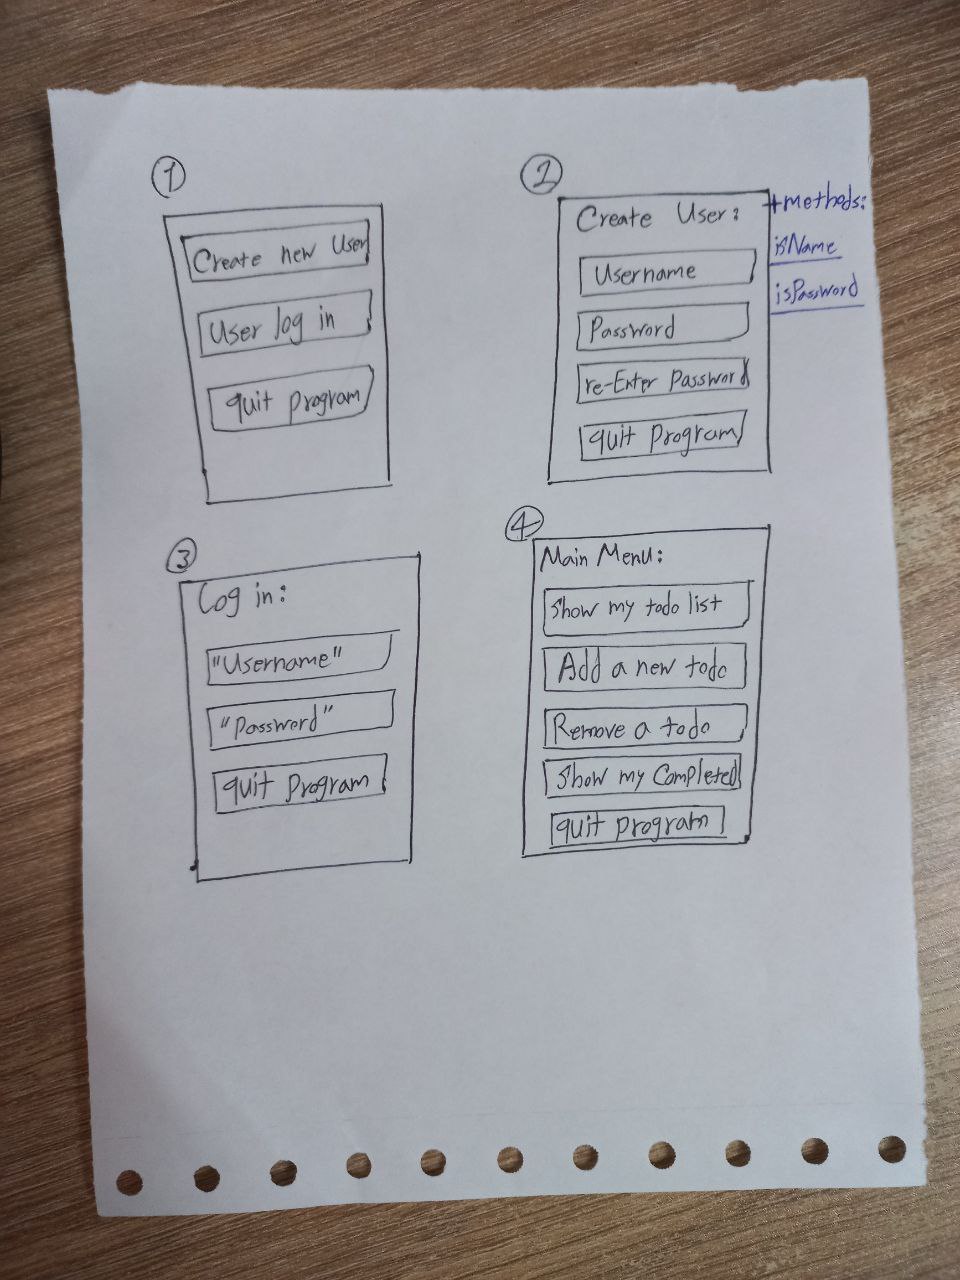 1
Create new User
User log in
quit program
2
Create User:
Username
Password
re-Enter Password
quit program
+methods:
isName
isPassword
3
Log in:
"Username"
"Password"
quit program
4
Main Menu:
show my todo list
Add a new todo
Remove a todo
show my Completed
quit program